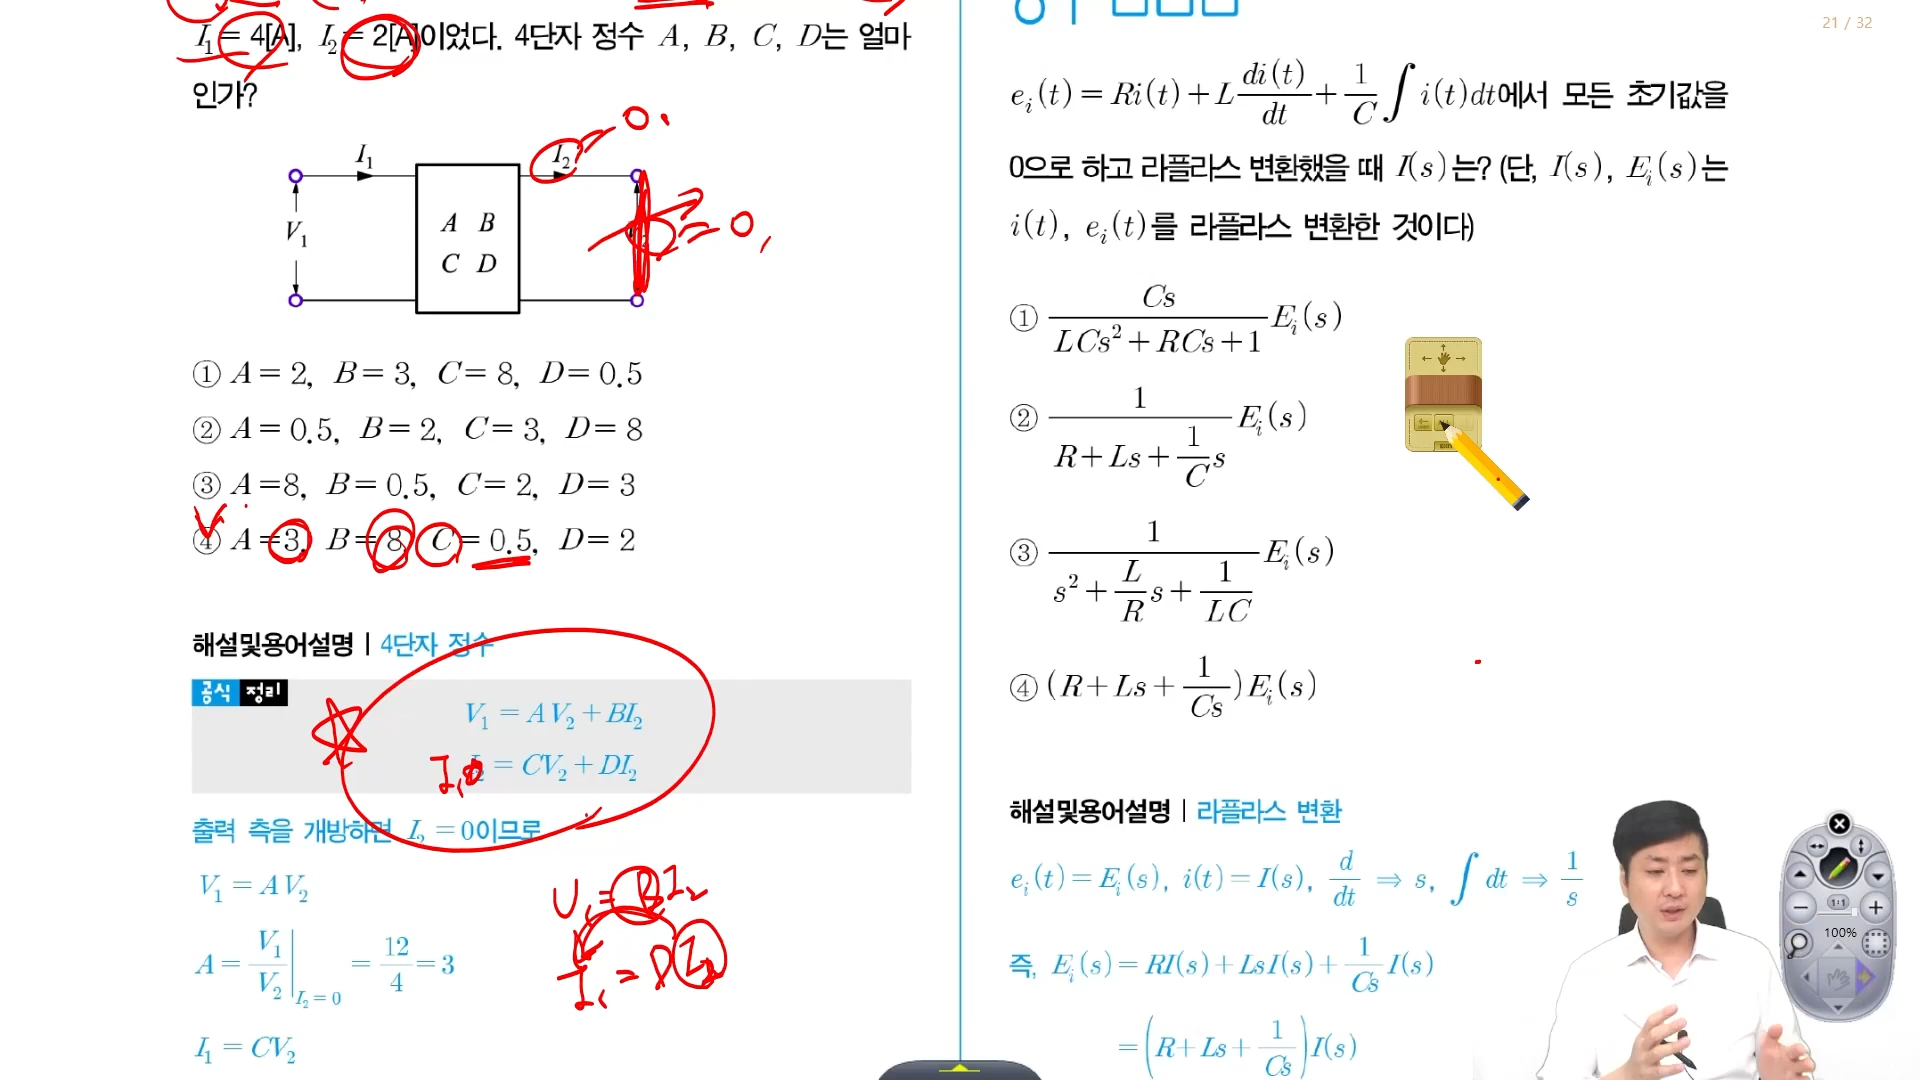 I₁ = 4[A], I₂ = 2[A]이었다. 4단자 정수 A, B, C, D는 얼마
인가?
I₁
I₂
0.
V₁
A B
C D
= 0,
① A = 2, B = 3, C = 8, D = 0.5
② A = 0.5, B = 2, C = 3, D = 8
③ A =8, B = 0.5, C = 2, D = 3
④ A =3, B = 8, C = 0.5, D = 2
해설및용어설명 | 4단자 정수
공식 정리
V₁ = AV₂ + BI₂
I₁ = CV₂ + DI₂
출력 측을 개방하면 I₂ = 0이므로
V₁ = AV₂
A = V₁/V₂ |I₂ = 0 = 12/4 = 3
I₁ = CV₂
V₁ = BI₂
I₁ = DI₂
21 / 32
eᵢ(t) = Ri(t) + L di(t)/dt + 1/C ∫ i(t)dt에서 모든 초기값을
0으로 하고 라플라스 변환했을 때 I(s)는? (단, I(s), Eᵢ(s)는
i(t), eᵢ(t)를 라플라스 변환한 것이다)
① Cs/(LCs² + RCs + 1) Eᵢ(s)
② 1/(R + Ls + 1/C s) Eᵢ(s)
③ 1/(s² + L/R s + 1/LC) Eᵢ(s)
④ (R + Ls + 1/Cs)Eᵢ(s)
해설및용어설명 | 라플라스 변환
eᵢ(t) = Eᵢ(s), i(t) = I(s), d/dt ⇒ s, ∫ dt ⇒ 1/s
즉, Eᵢ(s) = RI(s) + LsI(s) + 1/Cs I(s)
= (R + Ls + 1/Cs)I(s)
1:1
100%